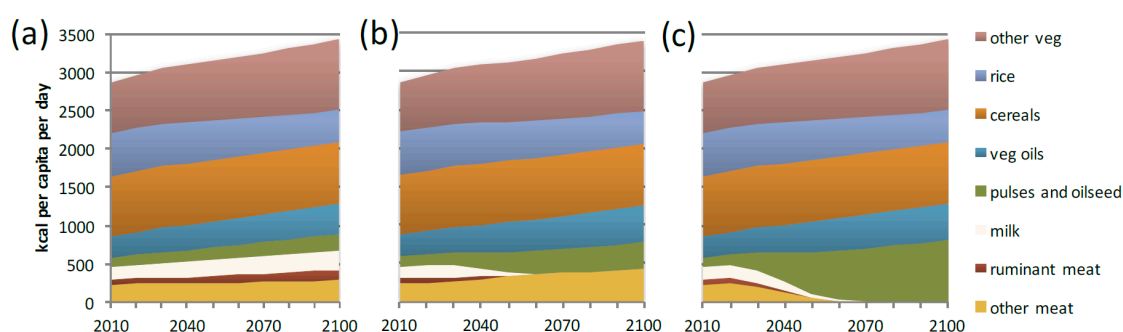 (a) (b) (c)
kcal per capita per day
3500
3000
2500
2000
1500
1000
500
0
2010 2040 2070 2100
2010 2040 2070 2100
2010 2040 2070 2100
other veg
rice
cereals
veg oils
pulses and oilseed
milk
ruminant meat
other meat